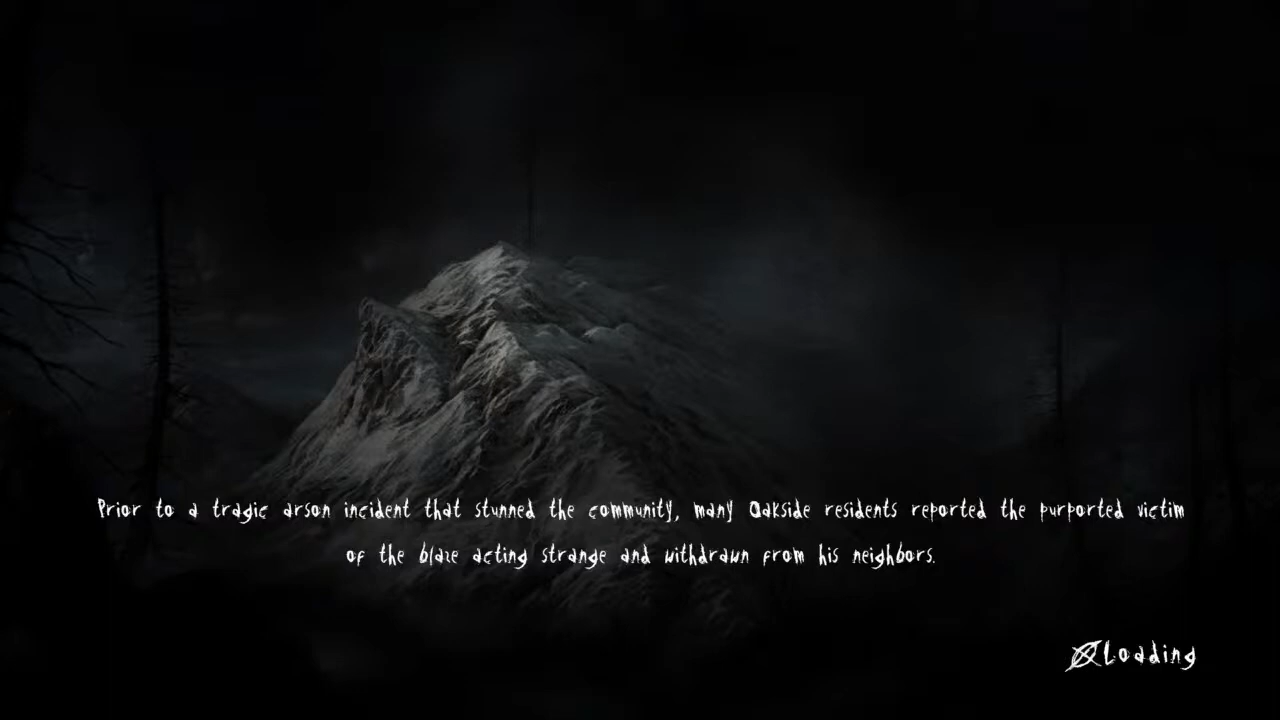 Prior to a tragic arson incident that stunned the community, many Oakside residents reported the purported victim
of the blaze acting strange and withdrawn from his neighbors.
Loading